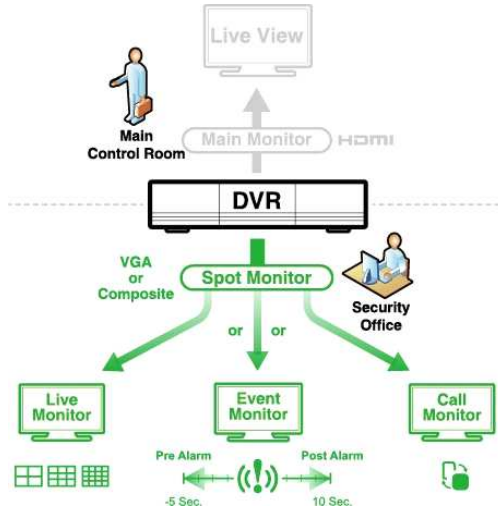 Live View
Main
Control Room
Main Monitor
HDMI
DVR
VGA
or
Composite
Spot Monitor
Security
Office
or
or
Live
Monitor
Event
Monitor
Call
Monitor
Pre Alarm
Post Alarm
-5 Sec.
10 Sec.